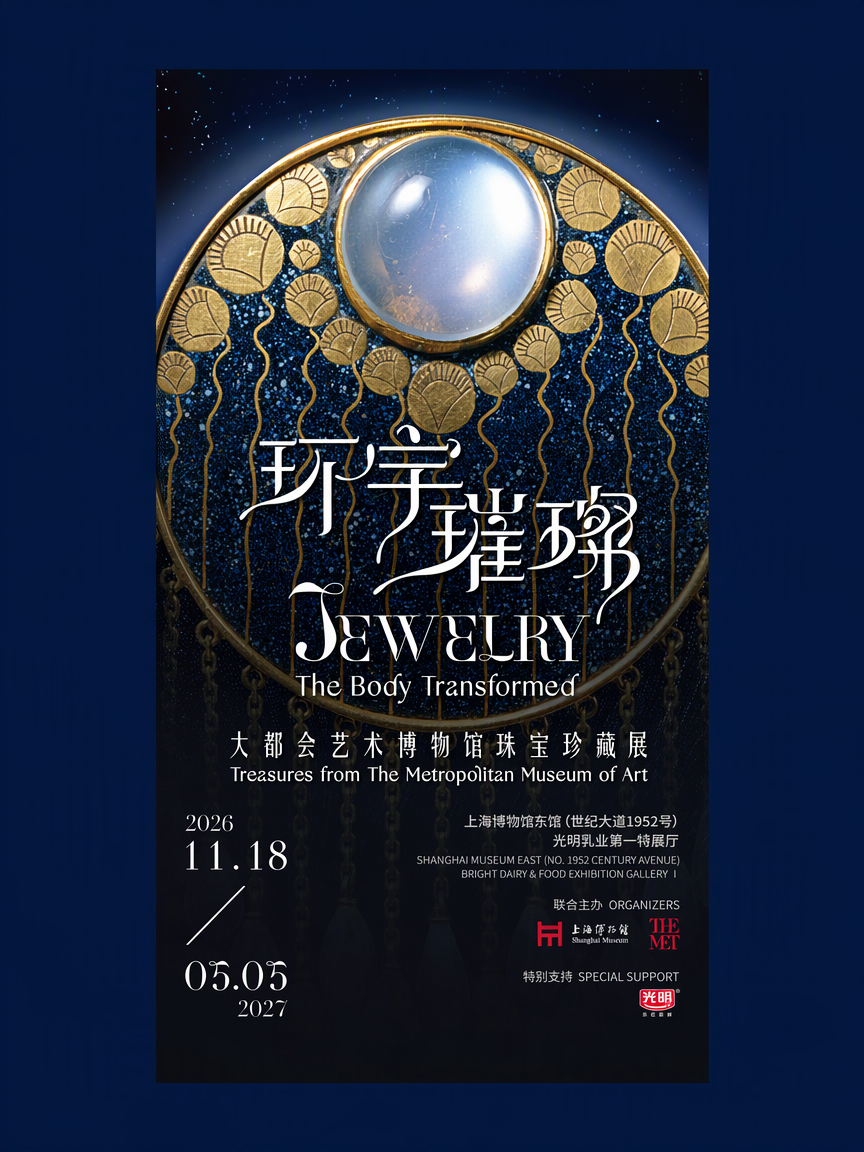 环宇
璀璨
JEWELRY
The Body Transformed
大都会艺术博物馆珠宝珍藏展
Treasures from The Metropolitan Museum of Art
2026
11.18
05.05
2027
上海博物馆东馆（世纪大道1952号）
光明乳业第一特展厅
SHANGHAI MUSEUM EAST (NO. 1952 CENTURY AVENUE)
BRIGHT DAIRY & FOOD EXHIBITION GALLERY Ⅰ
联合主办 ORGANIZERS
上海博物馆
Shanghai Museum
THE
MET
特别支持 SPECIAL SUPPORT
光明®